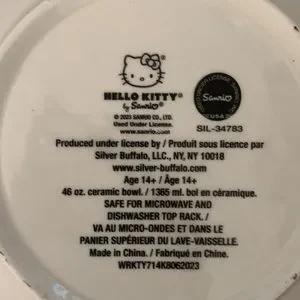 HELLO KITTY®
by Sanrio®
© 2023 SANRIO CO., LTD.
Used Under License.
www.sanrio.com
Sanrio
USA
SIL-34783
Produced under license by / Produit sous licence par
Silver Buffalo, LLC., NY, NY 10018
www.silver-buffalo.com
Age 14+ / Âge 14+
46 oz. ceramic bowl. / 1365 ml. bol en céramique.
SAFE FOR MICROWAVE AND
DISHWASHER TOP RACK. /
VA AU MICRO-ONDES ET DANS LE
PANIER SUPÉRIEUR DU LAVE-VAISSELLE.
Made in China. / Fabriqué en Chine.
WRKTY714K8062023